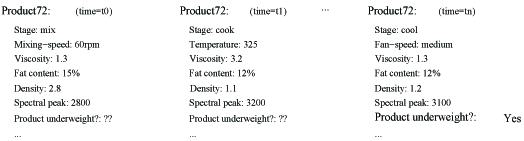 Product72: (time=t0)
Stage: mix
Mixing-speed: 60rpm
Viscosity: 1.3
Fat content: 15%
Density: 2.8
Spectral peak: 2800
Product underweight?: ??
...
Product72: (time=t1)
Stage: cook
Temperature: 325
Viscosity: 3.2
Fat content: 12%
Density: 1.1
Spectral peak: 3200
Product underweight?: ??
...
...
Product72: (time=tn)
Stage: cool
Fan-speed: medium
Viscosity: 1.3
Fat content: 12%
Density: 1.2
Spectral peak: 3100
Product underweight?: Yes
...